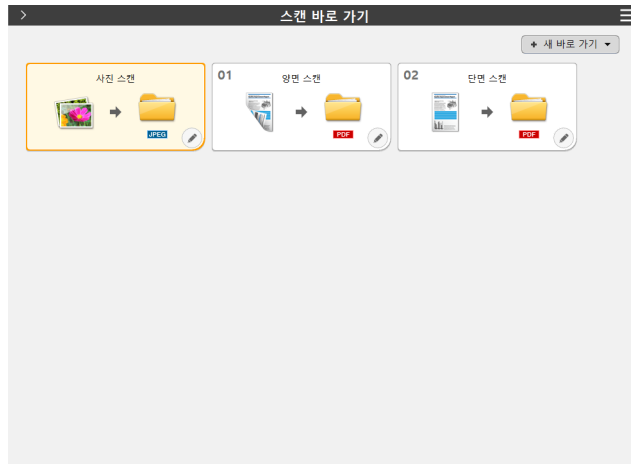 스캔 바로 가기
+ 새 바로 가기
사진 스캔
JPEG
01 양면 스캔
PDF
02 단면 스캔
PDF